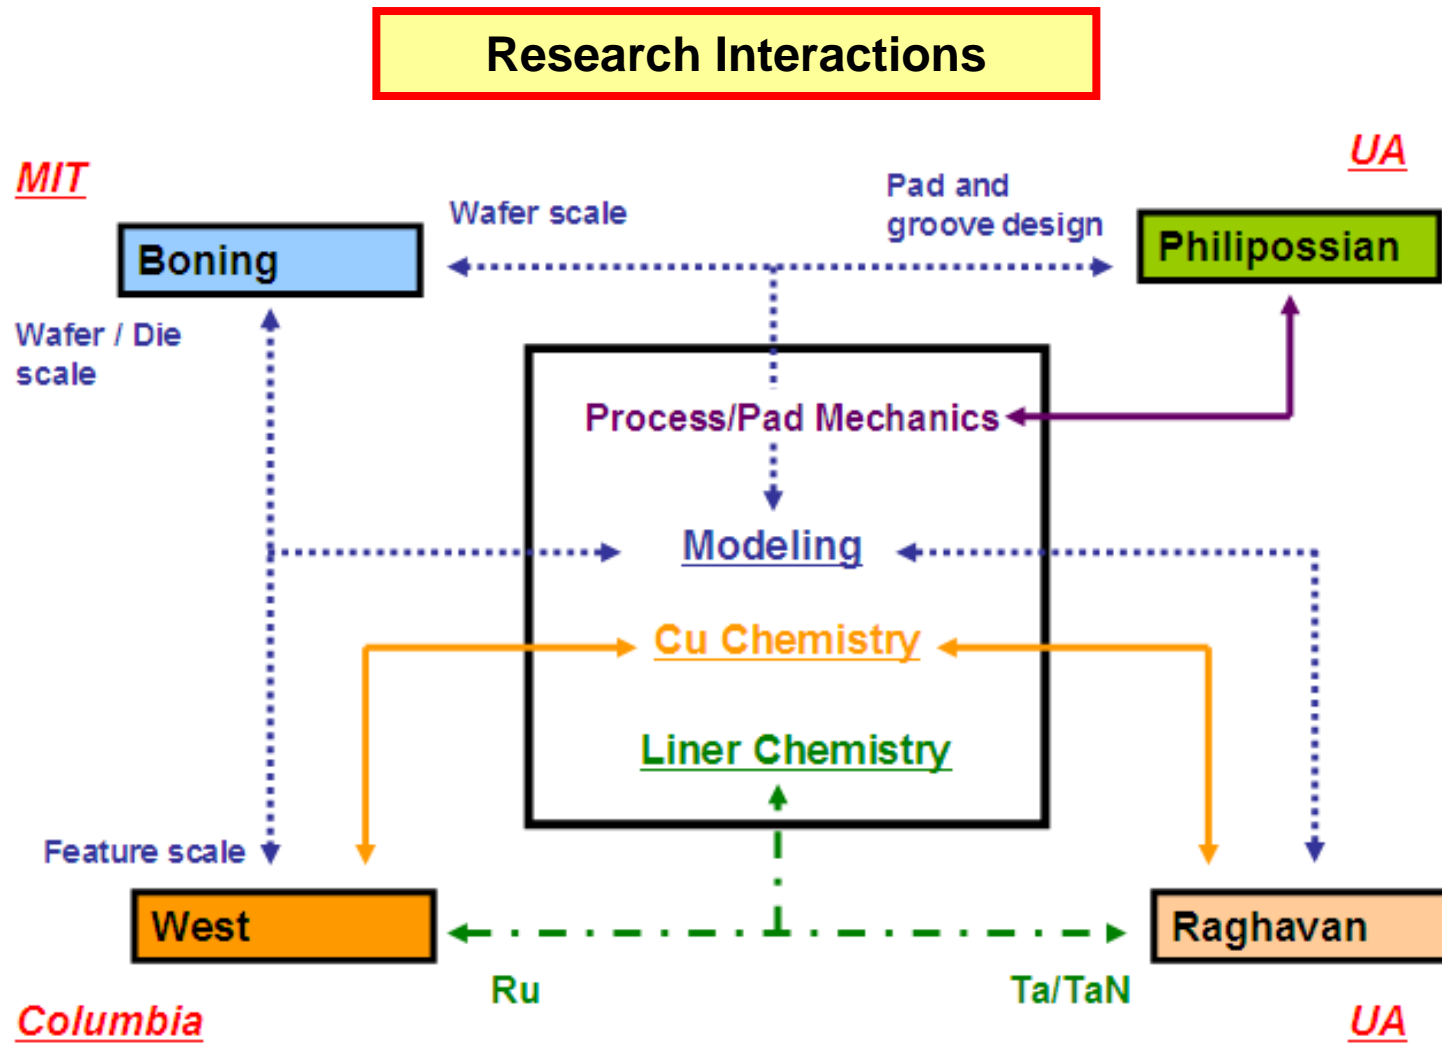 Research Interactions
MIT
UA
Wafer scale
Pad and
groove design
Boning
Philipossian
Wafer / Die
scale
Process/Pad Mechanics
Modeling
Cu Chemistry
Liner Chemistry
Feature scale
West
Raghavan
Ru
Ta/TaN
Columbia
UA